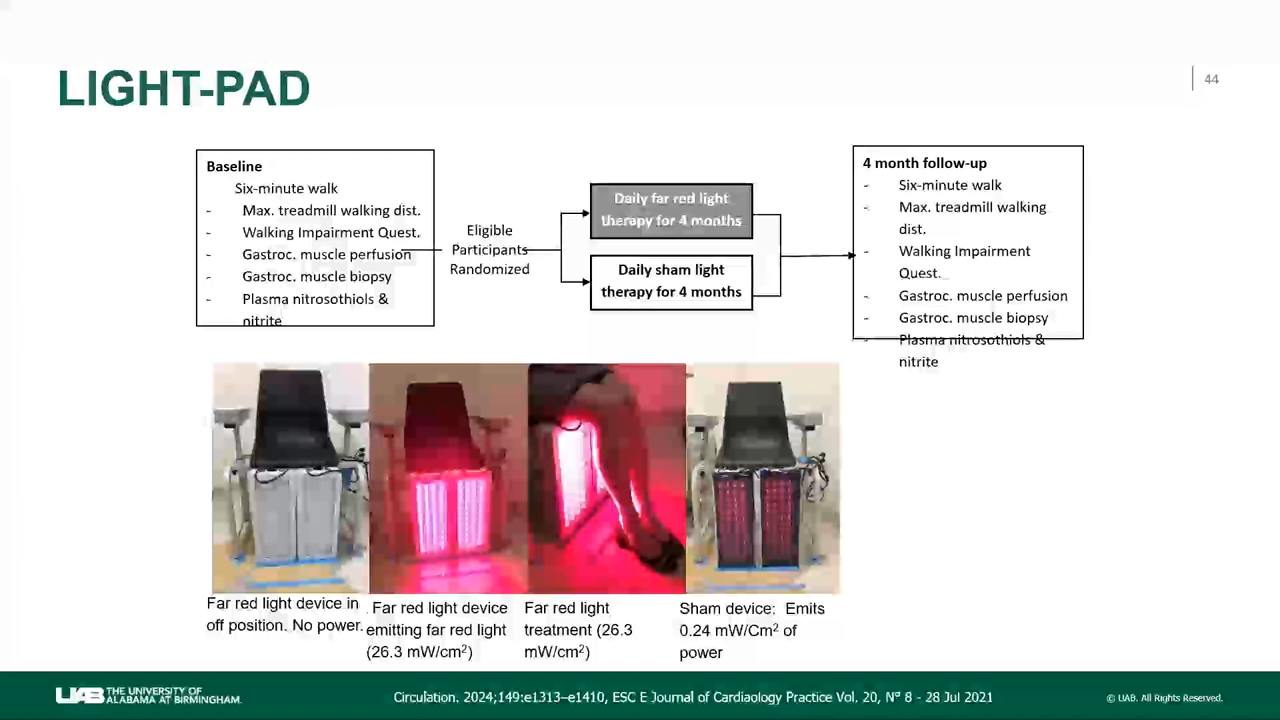 LIGHT-PAD
44
Baseline
Six-minute walk
- Max. treadmill walking dist.
- Walking Impairment Quest.
- Gastroc. muscle perfusion
- Gastroc. muscle biopsy
- Plasma nitrosothiols &
nitrite
Eligible
Participants
Randomized
Daily far red light
therapy for 4 months
Daily sham light
therapy for 4 months
4 month follow-up
- Six-minute walk
- Max. treadmill walking
dist.
- Walking Impairment
Quest.
- Gastroc. muscle perfusion
- Gastroc. muscle biopsy
- Plasma nitrosothiols &
nitrite
Far red light device in
off position. No power.
. Far red light device
emitting far red light
(26.3 mW/cm²)
Far red light
treatment (26.3
mW/cm²)
Sham device: Emits
0.24 mW/Cm² of
power
UAB THE UNIVERSITY OF
ALABAMA AT BIRMINGHAM.
Circulation. 2024;149:e1313–e1410, ESC E Journal of Cardiaology Practice Vol. 20, N° 8 - 28 Jul 2021
© UAB. All Rights Reserved.